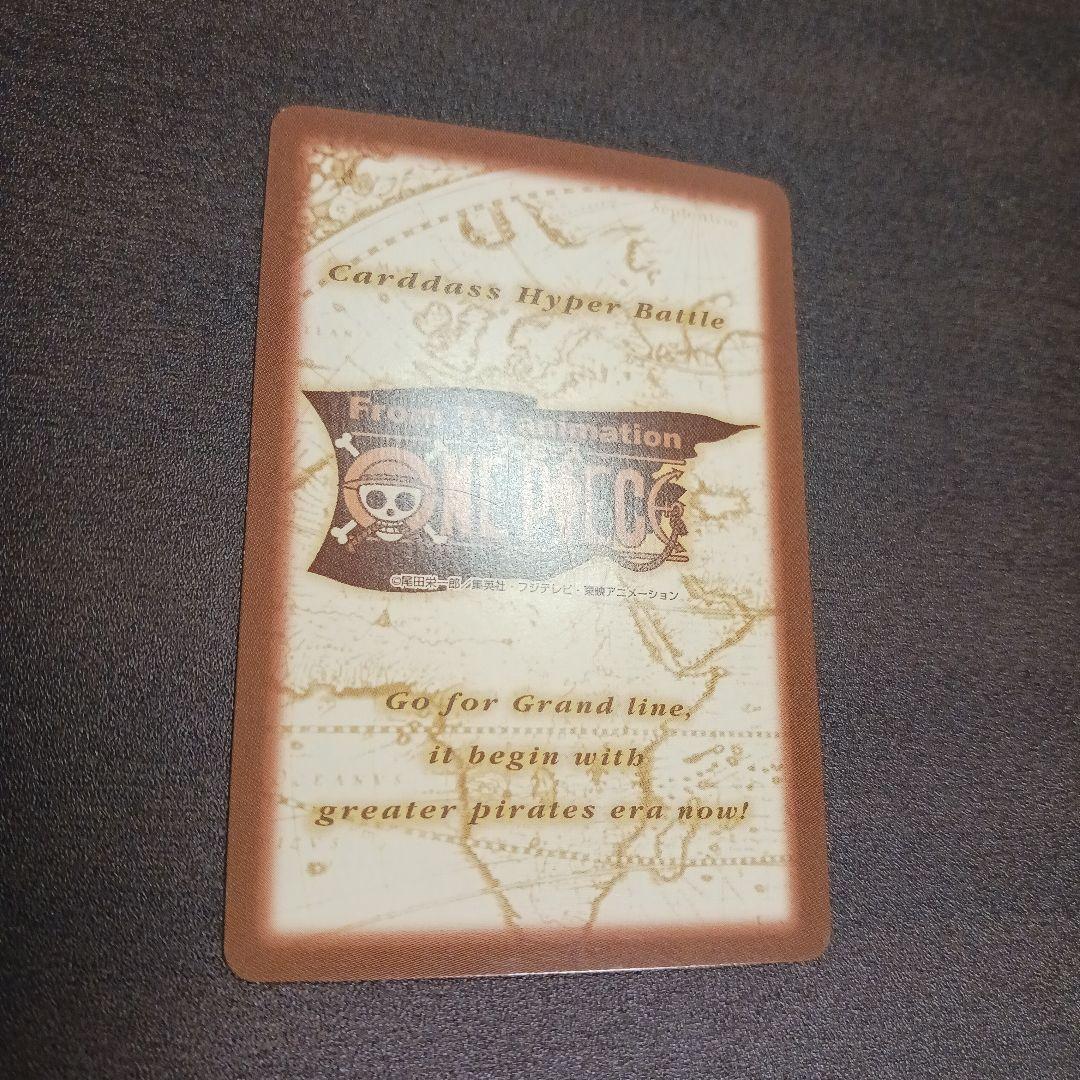 Septentrio
Carddass Hyper Battle
From TV animation
ONE PIECE
©尾田栄一郎／集英社・フジテレビ・東映アニメーション
Go for Grand line,
it begin with
greater pirates era now!